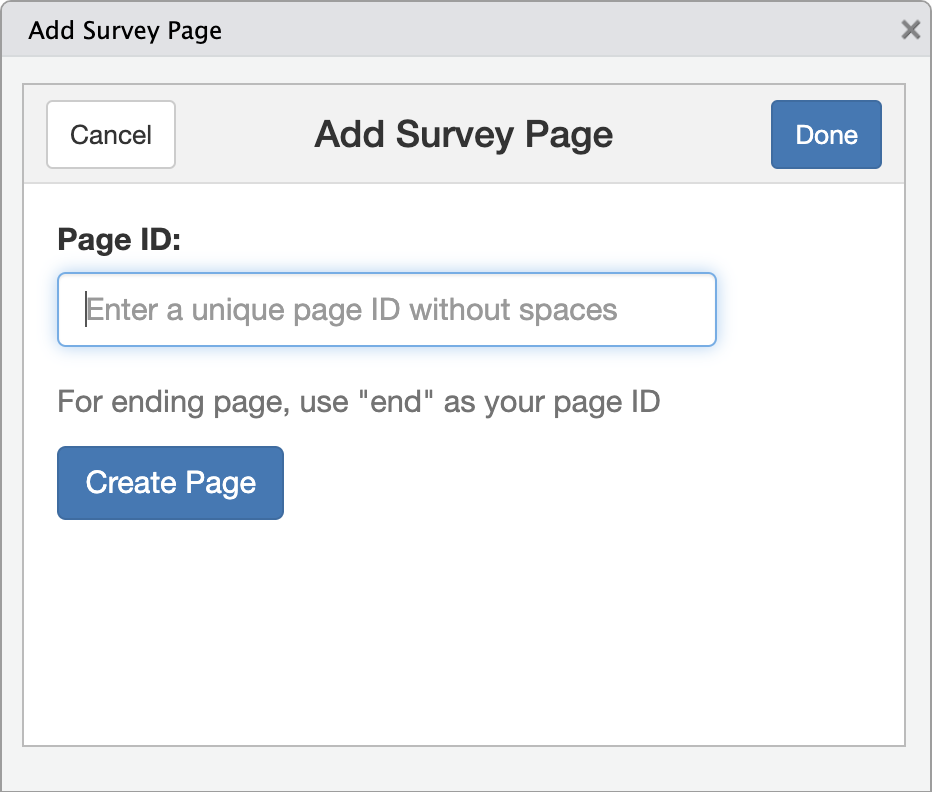 Add Survey Page
Cancel
Add Survey Page
Done
Page ID:
Enter a unique page ID without spaces
For ending page, use "end" as your page ID
Create Page